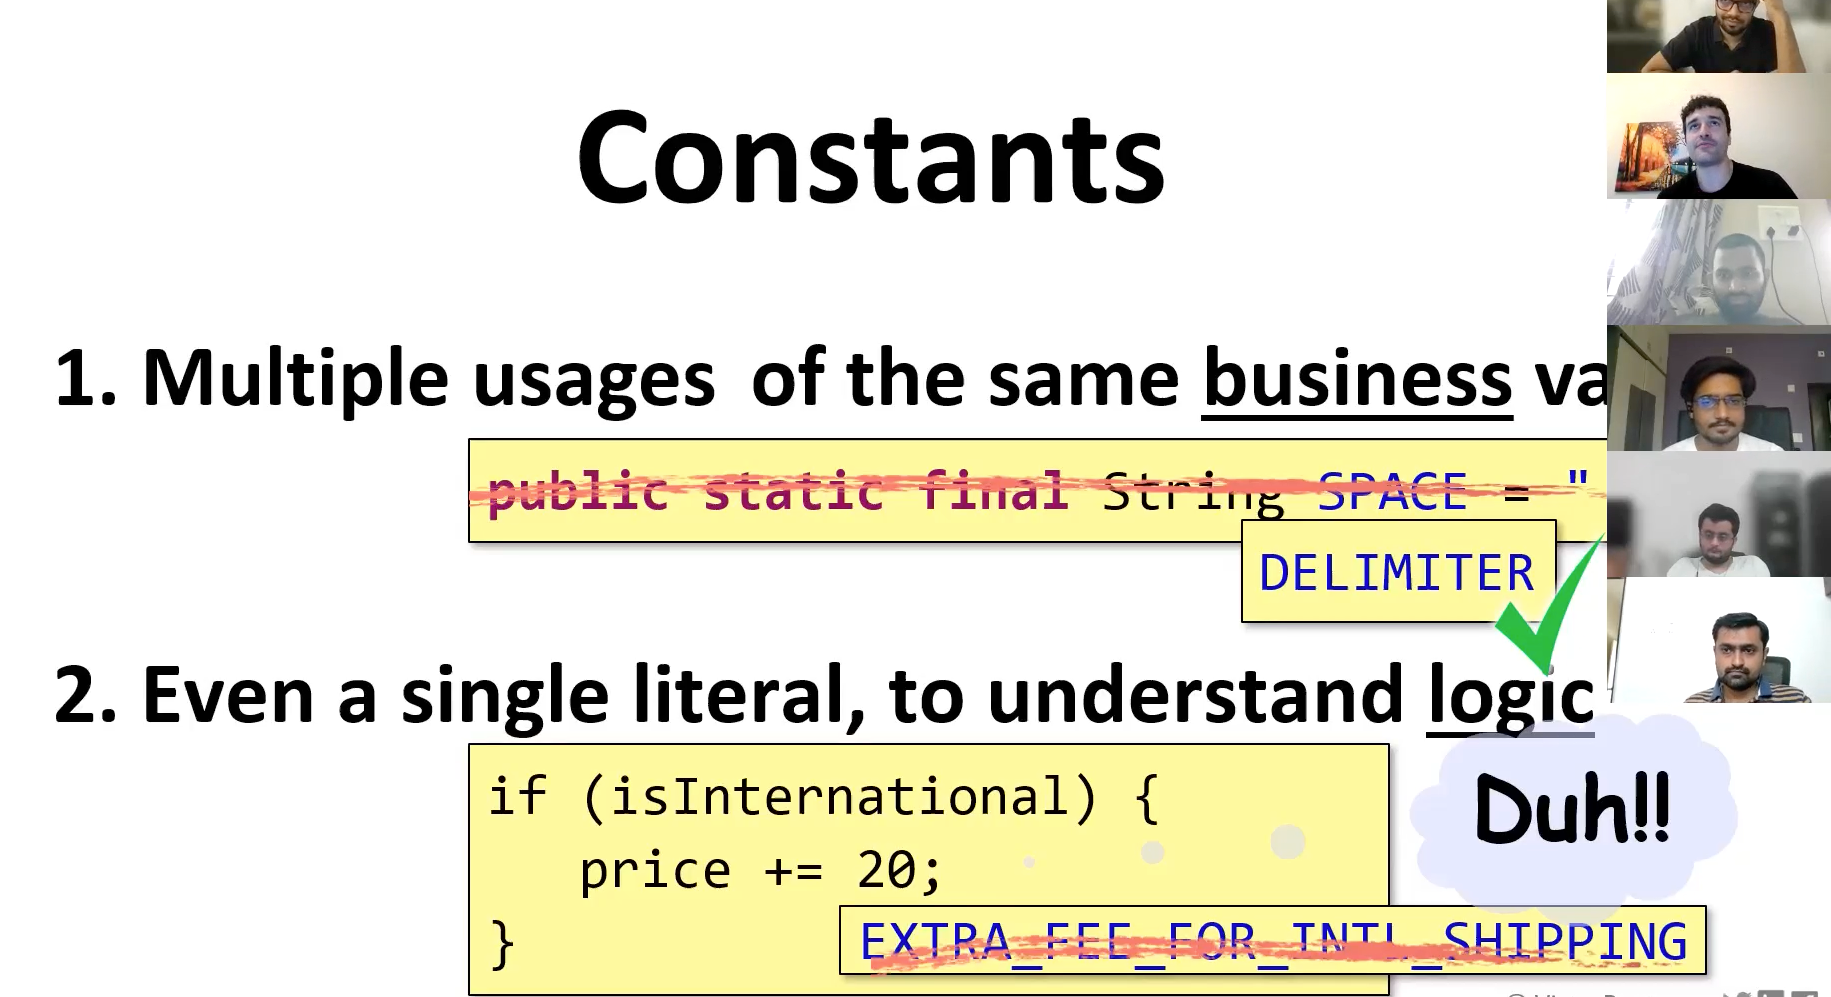 Constants
1. Multiple usages of the same business va
public static final String SPACE = "
DELIMITER
2. Even a single literal, to understand logic
if (isInternational) {
price += 20;
}
EXTRA_FEE_FOR_INTL_SHIPPING
Duh!!